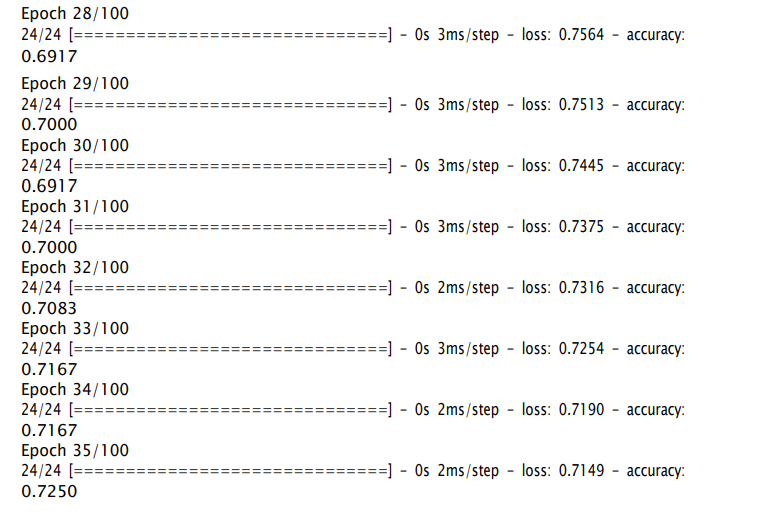 Epoch 28/100
24/24 [==============================] - 0s 3ms/step - loss: 0.7564 - accuracy:
0.6917
Epoch 29/100
24/24 [==============================] - 0s 3ms/step - loss: 0.7513 - accuracy:
0.7000
Epoch 30/100
24/24 [==============================] - 0s 3ms/step - loss: 0.7445 - accuracy:
0.6917
Epoch 31/100
24/24 [==============================] - 0s 3ms/step - loss: 0.7375 - accuracy:
0.7000
Epoch 32/100
24/24 [==============================] - 0s 2ms/step - loss: 0.7316 - accuracy:
0.7083
Epoch 33/100
24/24 [==============================] - 0s 3ms/step - loss: 0.7254 - accuracy:
0.7167
Epoch 34/100
24/24 [==============================] - 0s 2ms/step - loss: 0.7190 - accuracy:
0.7167
Epoch 35/100
24/24 [==============================] - 0s 2ms/step - loss: 0.7149 - accuracy:
0.7250